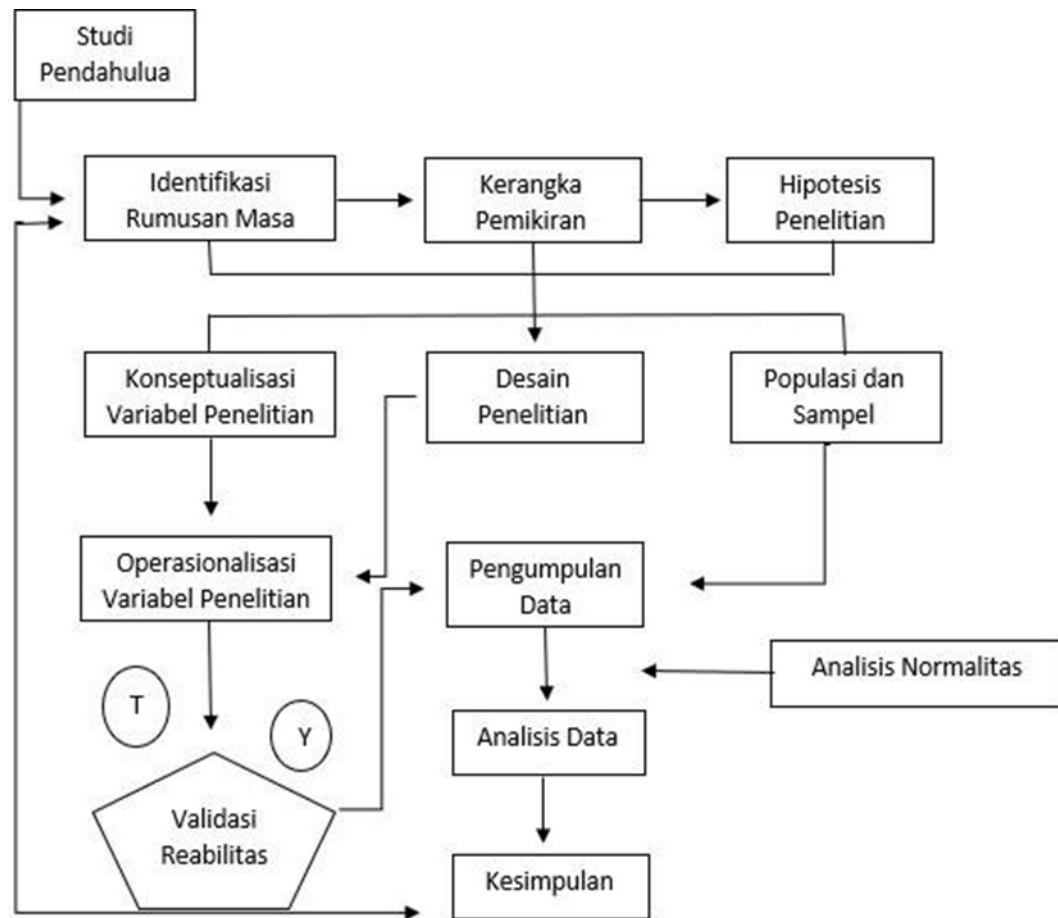 Studi
Pendahulua
Identifikasi
Rumusan Masa
Kerangka
Pemikiran
Hipotesis
Penelitian
Konseptualisasi
Variabel Penelitian
Desain
Penelitian
Populasi dan
Sampel
Operasionalisasi
Variabel Penelitian
Pengumpulan
Data
Analisis Normalitas
T
Y
Analisis Data
Validasi
Reabilitas
Kesimpulan